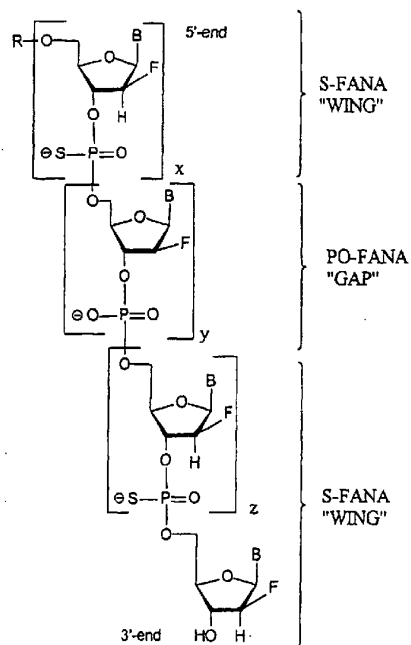 R
O
O
B
F
5'-end
O
H
⊖S-P=O
x
S-FANA
"WING"
O
O
B
F
O
⊖O-P=O
y
PO-FANA
"GAP"
O
O
B
F
O
H
⊖S-P=O
z
S-FANA
"WING"
O
O
B
F
3'-end
HO
H